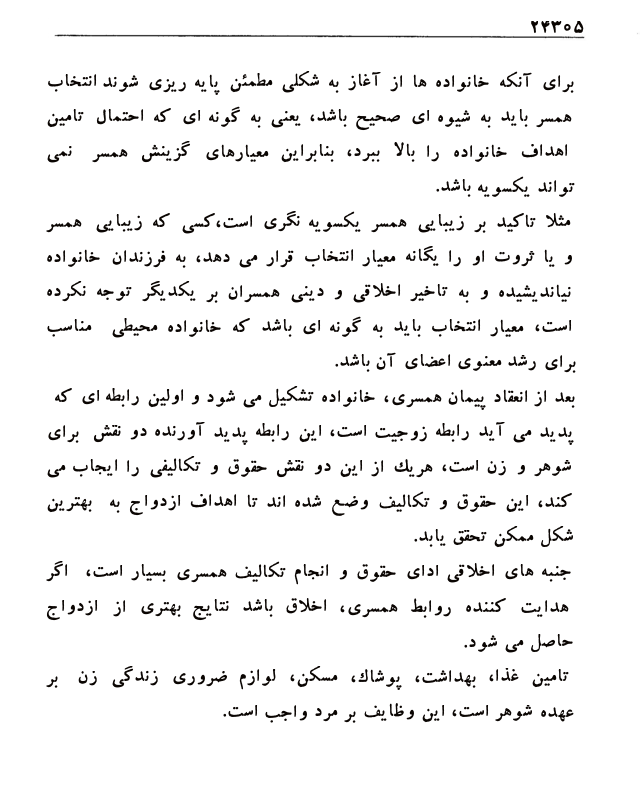 ۲۴۳۰۵
برای آنکه خانواده ها از آغاز به شکلی مطمئن پایه ریزی شوند انتخاب
همسر باید به شیوه ای صحیح باشد، یعنی به گونه ای که احتمال تامین
اهداف خانواده را بالا ببرد، بنابراین معیارهای گزینش همسر نمی
تواند یکسویه باشد.
مثلا تاکید بر زیبایی همسر یکسویه نگری است،کسی که زیبایی همسر
و یا ثروت او را یگانه معیار انتخاب قرار می دهد، به فرزندان خانواده
نیاندیشیده و به تاخیر اخلاقی و دینی همسران بر یکدیگر توجه نکرده
است، معیار انتخاب باید به گونه ای باشد که خانواده محیطی مناسب
برای رشد معنوی اعضای آن باشد.
بعد از انعقاد پیمان همسری، خانواده تشکیل می شود و اولین رابطه ای که
پدید می آید رابطه زوجیت است، این رابطه پدید آورنده دو نقش برای
شوهر و زن است، هریك از این دو نقش حقوق و تکالیفی را ایجاب می
کند، این حقوق و تکالیف وضع شده اند تا اهداف ازدواج به بهترین
شکل ممکن تحقق یابد.
جنبه های اخلاقی ادای حقوق و انجام تکالیف همسری بسیار است، اگر
هدایت کننده روابط همسری، اخلاق باشد نتایج بهتری از ازدواج
حاصل می شود.
تامین غذا، بهداشت، پوشاك، مسکن، لوازم ضروری زندگی زن بر
عهده شوهر است، این وظایف بر مرد واجب است.